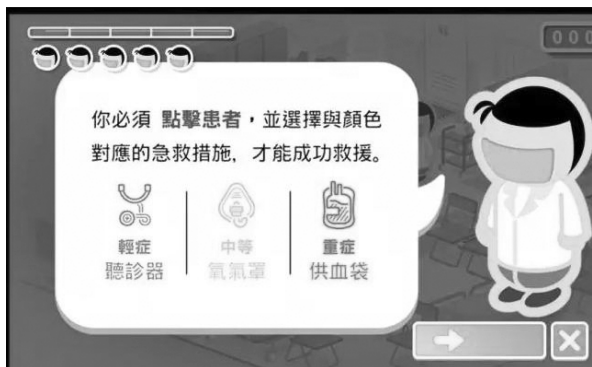 000
你必須 點擊患者，並選擇與顏色
對應的急救措施，才能成功救援。
輕症
聽診器
中等
氧氣罩
重症
供血袋